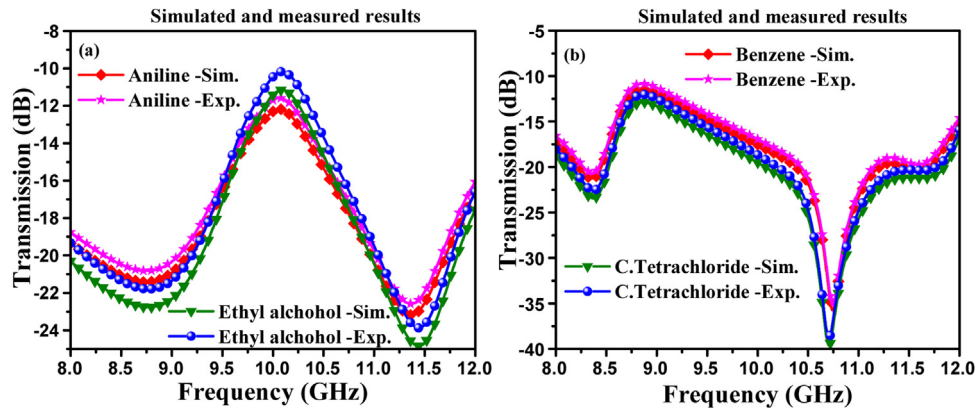 Simulated and measured results
(a)
Aniline -Sim.
Aniline -Exp.
Ethyl alchohol -Sim.
Ethyl alchohol -Exp.
Transmission (dB)
-8
-10
-12
-14
-16
-18
-20
-22
-24
8.0 8.5 9.0 9.5 10.0 10.5 11.0 11.5 12.0
Frequency (GHz)
Simulated and measured results
(b)
Benzene -Sim.
Benzene -Exp.
C.Tetrachloride -Sim.
C.Tetrachloride -Exp.
Transmission (dB)
-5
-10
-15
-20
-25
-30
-35
-40
8.0 8.5 9.0 9.5 10.0 10.5 11.0 11.5 12.0
Frequency (GHz)